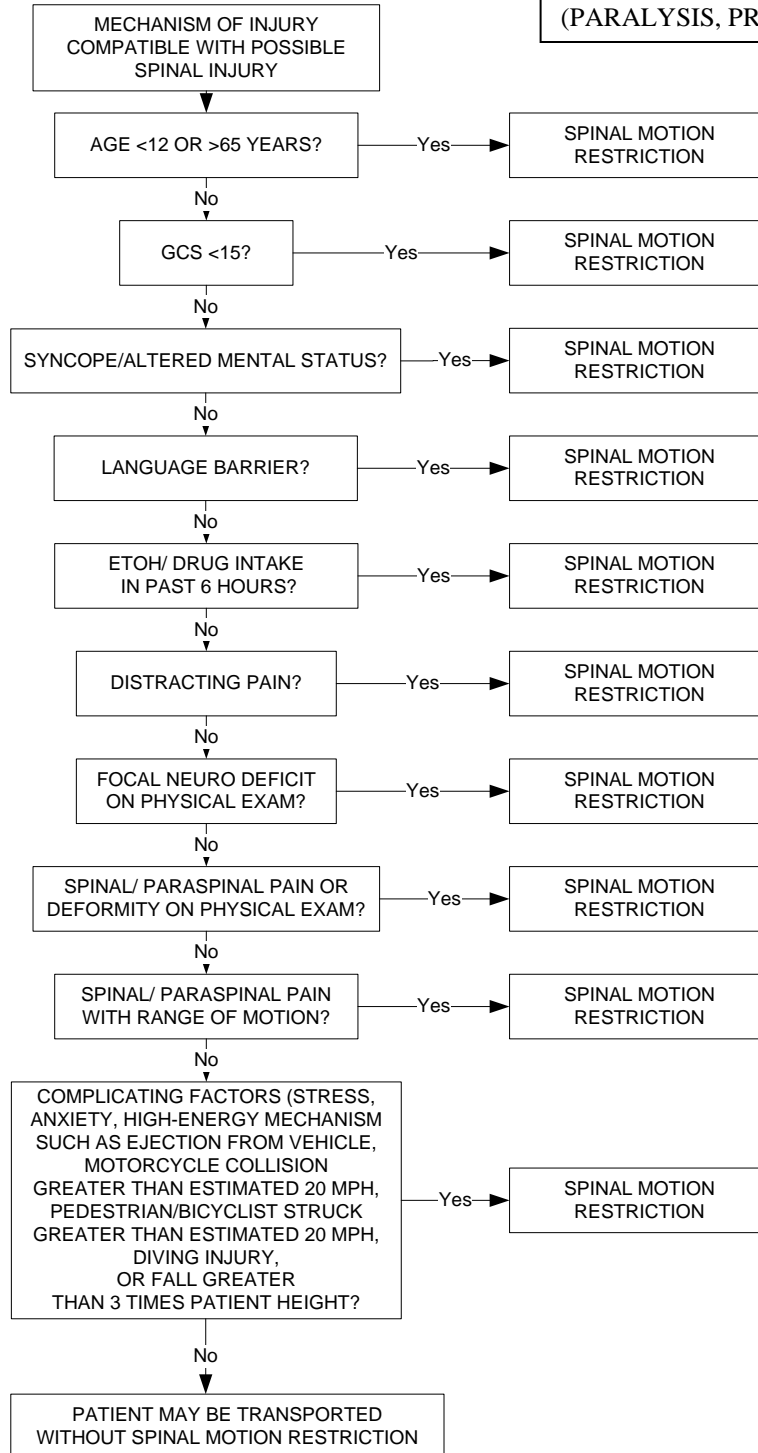 (PARALYSIS, PR
MECHANISM OF INJURY
COMPATIBLE WITH POSSIBLE
SPINAL INJURY
AGE <12 OR >65 YEARS?
Yes
SPINAL MOTION
RESTRICTION
No
GCS <15?
Yes
SPINAL MOTION
RESTRICTION
No
SYNCOPE/ALTERED MENTAL STATUS?
Yes
SPINAL MOTION
RESTRICTION
No
LANGUAGE BARRIER?
Yes
SPINAL MOTION
RESTRICTION
No
ETOH/ DRUG INTAKE
IN PAST 6 HOURS?
Yes
SPINAL MOTION
RESTRICTION
No
DISTRACTING PAIN?
Yes
SPINAL MOTION
RESTRICTION
No
FOCAL NEURO DEFICIT
ON PHYSICAL EXAM?
Yes
SPINAL MOTION
RESTRICTION
No
SPINAL/ PARASPINAL PAIN OR
DEFORMITY ON PHYSICAL EXAM?
Yes
SPINAL MOTION
RESTRICTION
No
SPINAL/ PARASPINAL PAIN
WITH RANGE OF MOTION?
Yes
SPINAL MOTION
RESTRICTION
No
COMPLICATING FACTORS (STRESS,
ANXIETY, HIGH-ENERGY MECHANISM
SUCH AS EJECTION FROM VEHICLE,
MOTORCYCLE COLLISION
GREATER THAN ESTIMATED 20 MPH,
PEDESTRIAN/BICYCLIST STRUCK
GREATER THAN ESTIMATED 20 MPH,
DIVING INJURY,
OR FALL GREATER
THAN 3 TIMES PATIENT HEIGHT?
Yes
SPINAL MOTION
RESTRICTION
No
PATIENT MAY BE TRANSPORTED
WITHOUT SPINAL MOTION RESTRICTION